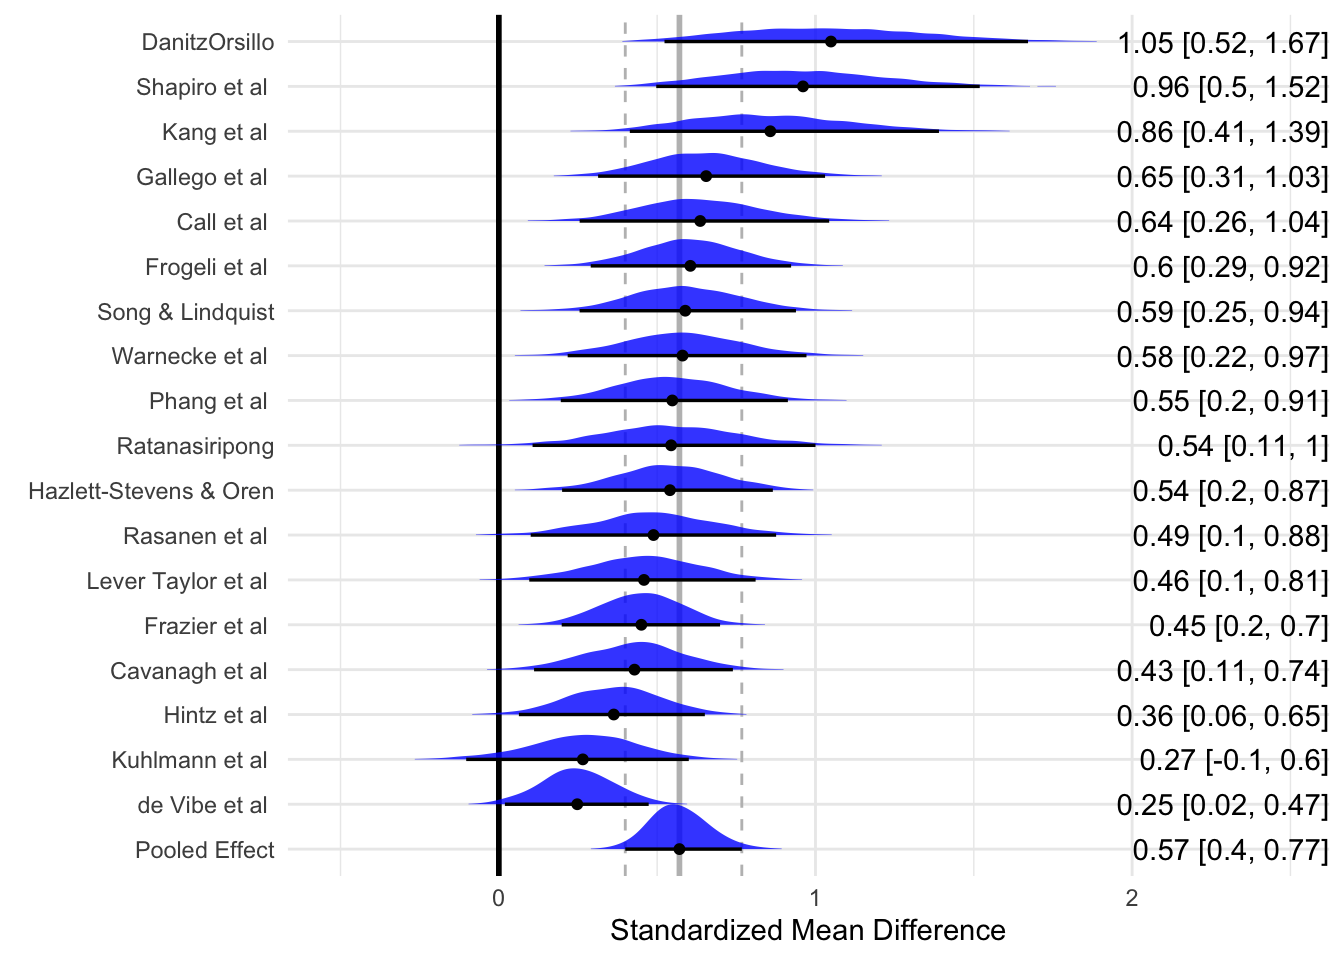 DanitzOrsillo 1.05 [0.52, 1.67]
Shapiro et al 0.96 [0.5, 1.52]
Kang et al 0.86 [0.41, 1.39]
Gallego et al 0.65 [0.31, 1.03]
Call et al 0.64 [0.26, 1.04]
Frogeli et al 0.6 [0.29, 0.92]
Song & Lindquist 0.59 [0.25, 0.94]
Warnecke et al 0.58 [0.22, 0.97]
Phang et al 0.55 [0.2, 0.91]
Ratanasiripong 0.54 [0.11, 1]
Hazlett-Stevens & Oren 0.54 [0.2, 0.87]
Rasanen et al 0.49 [0.1, 0.88]
Lever Taylor et al 0.46 [0.1, 0.81]
Frazier et al 0.45 [0.2, 0.7]
Cavanagh et al 0.43 [0.11, 0.74]
Hintz et al 0.36 [0.06, 0.65]
Kuhlmann et al 0.27 [-0.1, 0.6]
de Vibe et al 0.25 [0.02, 0.47]
Pooled Effect 0.57 [0.4, 0.77]
0 1 2
Standardized Mean Difference